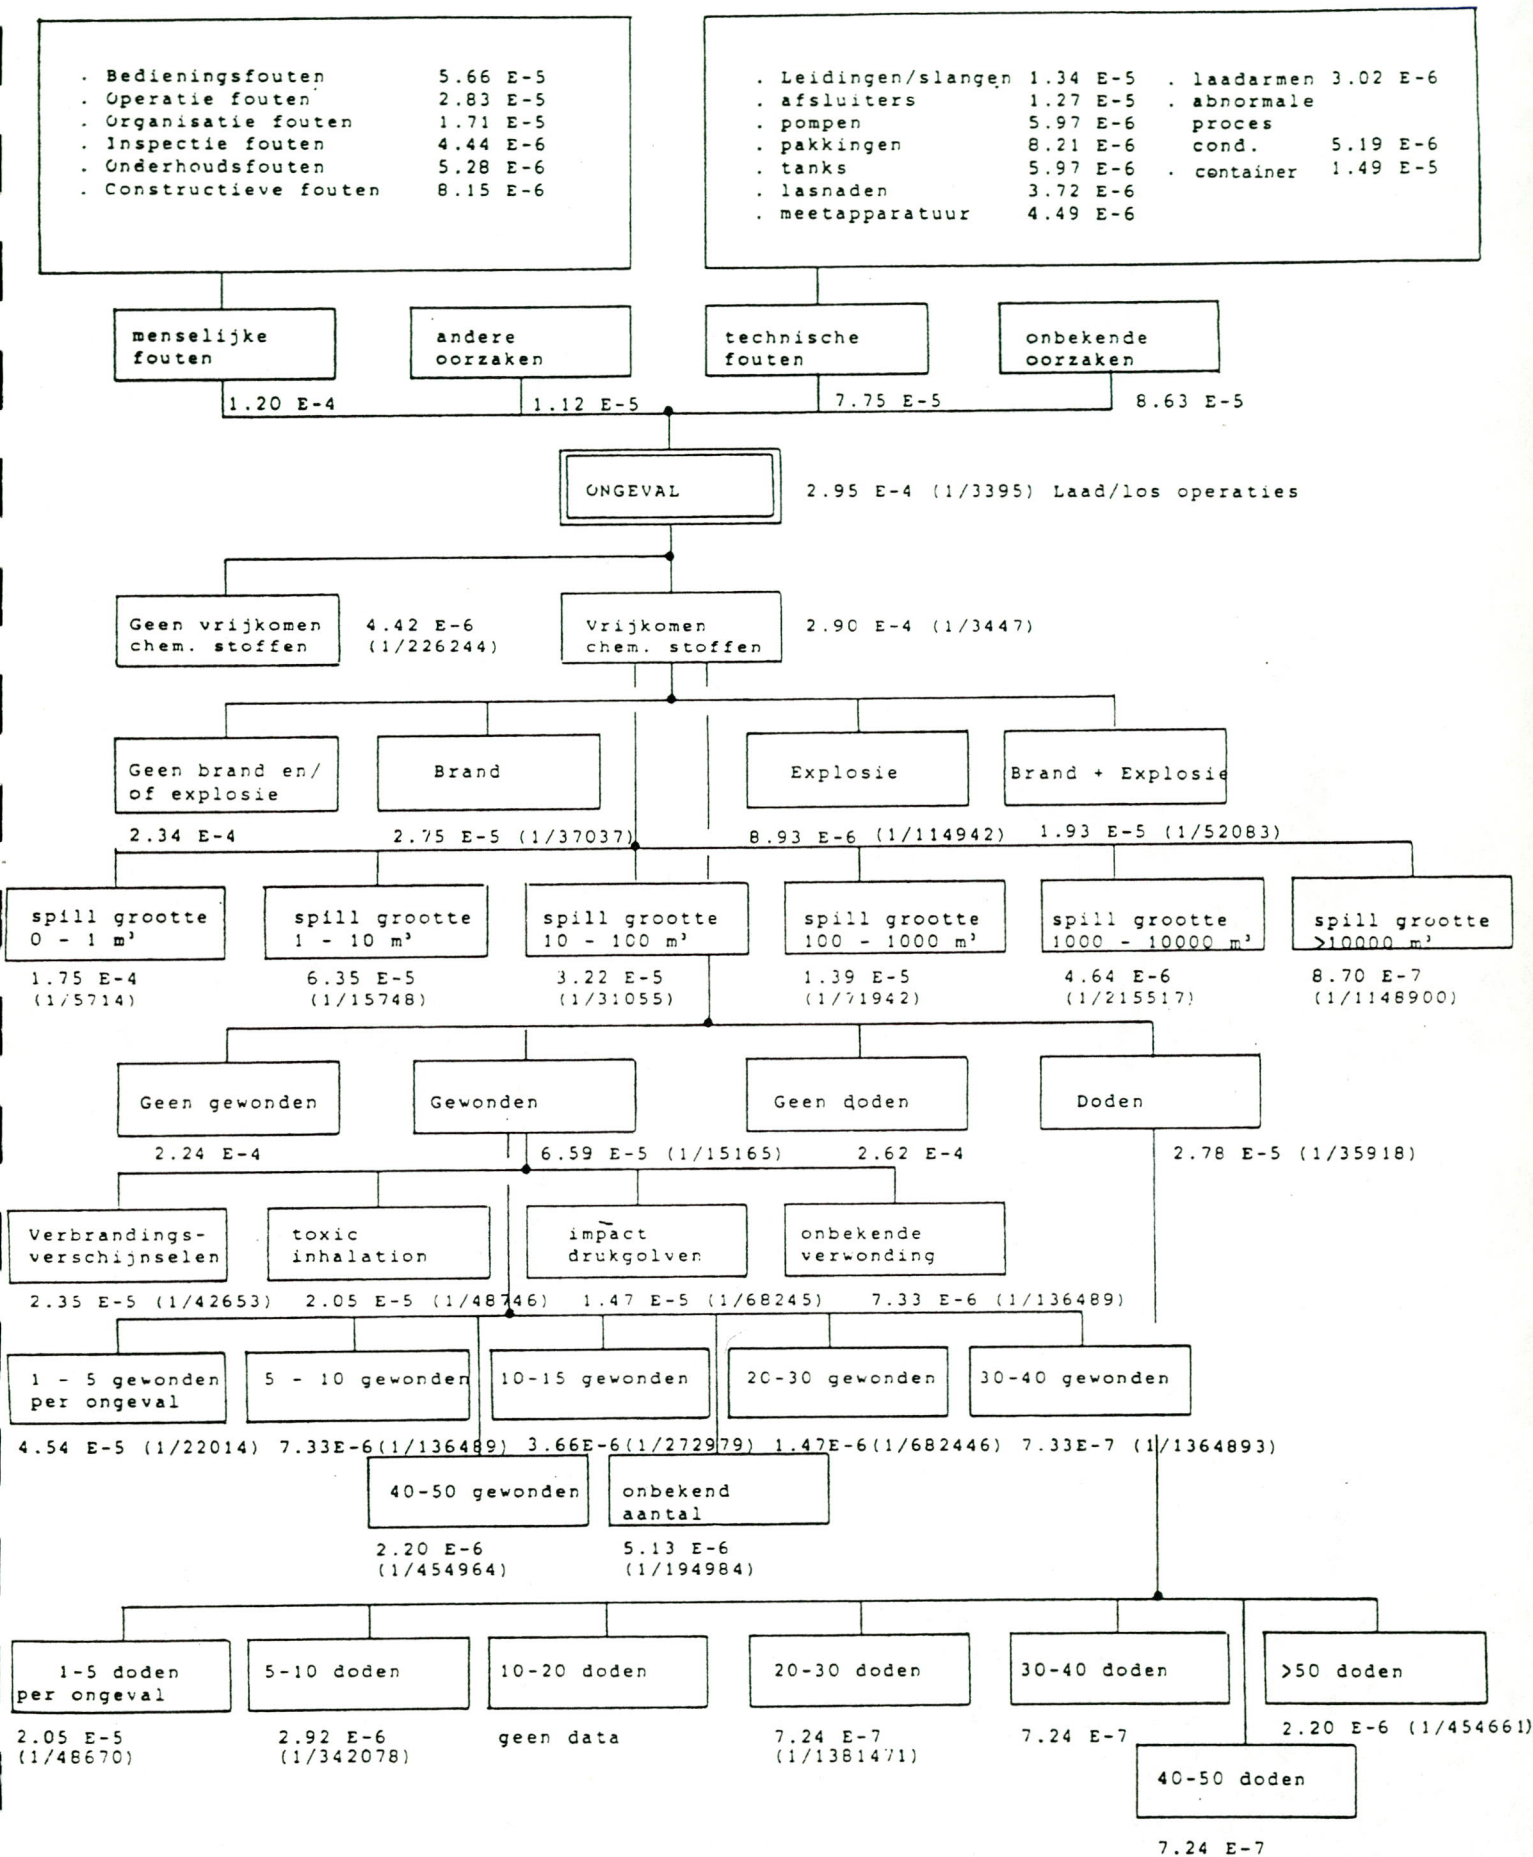 . Bedieningsfouten 5.66 E-5
. Operatie fouten 2.83 E-5
. Organisatie fouten 1.71 E-5
. Inspectie fouten 4.44 E-6
. Onderhoudsfouten 5.28 E-6
. Constructieve fouten 8.15 E-6
. Leidingen/slangen 1.34 E-5 . laadarmen 3.02 E-6
. afsluiters 1.27 E-5 . abnormale
. pompen 5.97 E-6 proces
. pakkingen 8.21 E-6 cond. 5.19 E-6
. tanks 5.97 E-6 . container 1.49 E-5
. lasnaden 3.72 E-6
. meetapparatuur 4.49 E-6
menselijke
fouten
andere
oorzaken
technische
fouten
onbekende
oorzaken
1.20 E-4 1.12 E-5 7.75 E-5 8.63 E-5
ONGEVAL 2.95 E-4 (1/3395) Laad/los operaties
Geen vrijkomen
chem. stoffen
4.42 E-6
(1/226244)
Vrijkomen
chem. stoffen
2.90 E-4 (1/3447)
Geen brand en/
of explosie
Brand
Explosie
Brand + Explosie
2.34 E-4 2.75 E-5 (1/37037) 8.93 E-6 (1/114942) 1.93 E-5 (1/52083)
spill grootte
0 - 1 m³
spill grootte
1 - 10 m³
spill grootte
10 - 100 m³
spill grootte
100 - 1000 m³
spill grootte
1000 - 10000 m³
spill grootte
>10000 m³
1.75 E-4
(1/5714)
6.35 E-5
(1/15748)
3.22 E-5
(1/31055)
1.39 E-5
(1/71942)
4.64 E-6
(1/215517)
8.70 E-7
(1/1148900)
Geen gewonden
Gewonden
Geen doden
Doden
2.24 E-4 6.59 E-5 (1/15165) 2.62 E-4 2.78 E-5 (1/35918)
Verbrandings-
verschijnselen
toxic
inhalation
impact
drukgolven
onbekende
verwonding
2.35 E-5 (1/42653) 2.05 E-5 (1/48746) 1.47 E-5 (1/68245) 7.33 E-6 (1/136489)
1 - 5 gewonden
per ongeval
5 - 10 gewonden
10-15 gewonden
20-30 gewonden
30-40 gewonden
4.54 E-5 (1/22014) 7.33E-6(1/136489) 3.66E-6(1/272979) 1.47E-6(1/682446) 7.33E-7 (1/1364893)
40-50 gewonden
onbekend
aantal
2.20 E-6
(1/454964)
5.13 E-6
(1/194984)
1-5 doden
per ongeval
5-10 doden
10-20 doden
20-30 doden
30-40 doden
>50 doden
2.05 E-5
(1/48670)
2.92 E-6
(1/342078)
geen data
7.24 E-7
(1/1381471)
7.24 E-7
2.20 E-6 (1/454661)
40-50 doden
7.24 E-7